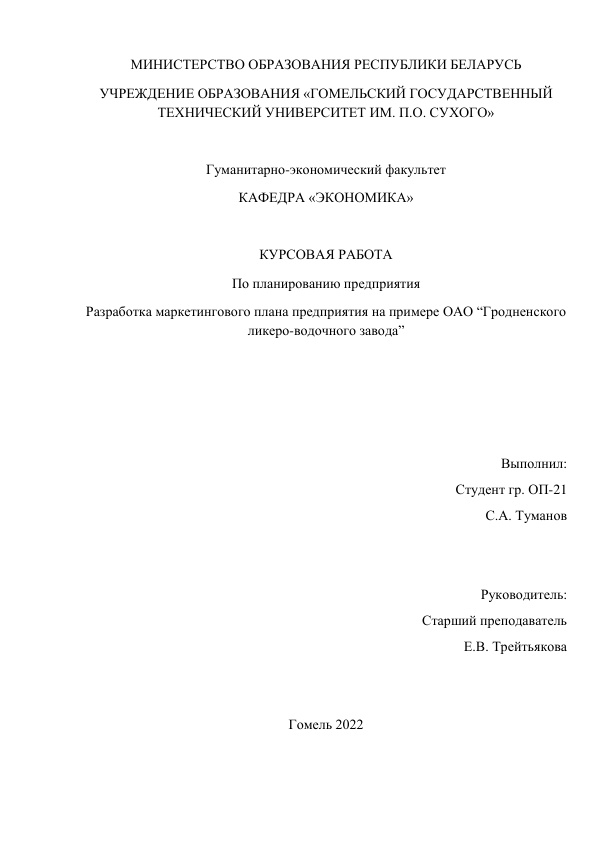 МИНИСТЕРСТВО ОБРАЗОВАНИЯ РЕСПУБЛИКИ БЕЛАРУСЬ
УЧРЕЖДЕНИЕ ОБРАЗОВАНИЯ «ГОМЕЛЬСКИЙ ГОСУДАРСТВЕННЫЙ
ТЕХНИЧЕСКИЙ УНИВЕРСИТЕТ ИМ. П.О. СУХОГО»
Гуманитарно-экономический факультет
КАФЕДРА «ЭКОНОМИКА»
КУРСОВАЯ РАБОТА
По планированию предприятия
Разработка маркетингового плана предприятия на примере ОАО “Гродненского
ликеро-водочного завода”
Выполнил:
Студент гр. ОП-21
С.А. Туманов
Руководитель:
Старший преподаватель
Е.В. Трейтьякова
Гомель 2022